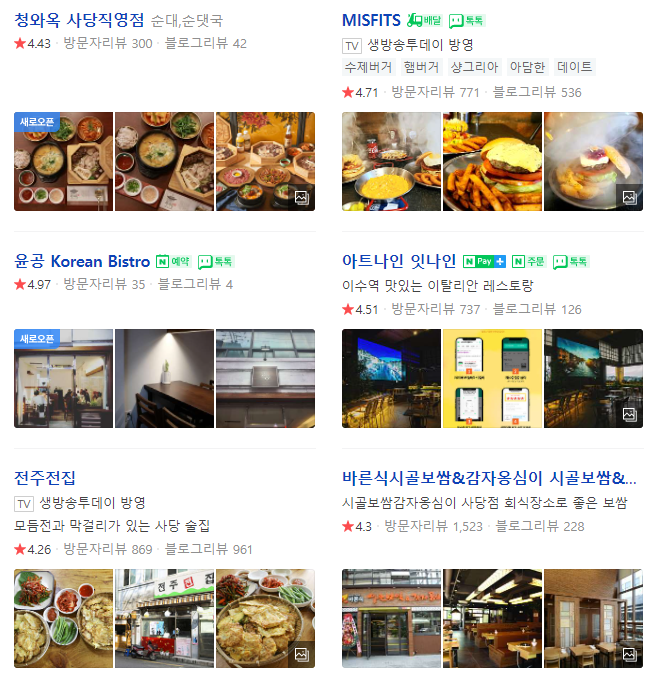 청와옥 사당직영점 순대,순댓국
★4.43 · 방문자리뷰 300 · 블로그리뷰 42
새로오픈
MISFITS 배달 톡톡
TV 생방송투데이 방영
수제버거 햄버거 샹그리아 아담한 데이트
★4.71 · 방문자리뷰 771 · 블로그리뷰 536
윤공 Korean Bistro N 예약 톡톡
★4.97 · 방문자리뷰 35 · 블로그리뷰 4
새로오픈
아트나인 잇나인 N Pay + N 주문 톡톡
이수역 맛있는 이탈리안 레스토랑
★4.51 · 방문자리뷰 737 · 블로그리뷰 126
전주전집
TV 생방송투데이 방영
모듬전과 막걸리가 있는 사당 술집
★4.26 · 방문자리뷰 869 · 블로그리뷰 961
전주
집
바른식시골보쌈&감자옹심이 시골보쌈&...
시골보쌈감자옹심이 사당점 회식장소로 좋은 보쌈
★4.3 · 방문자리뷰 1,523 · 블로그리뷰 228